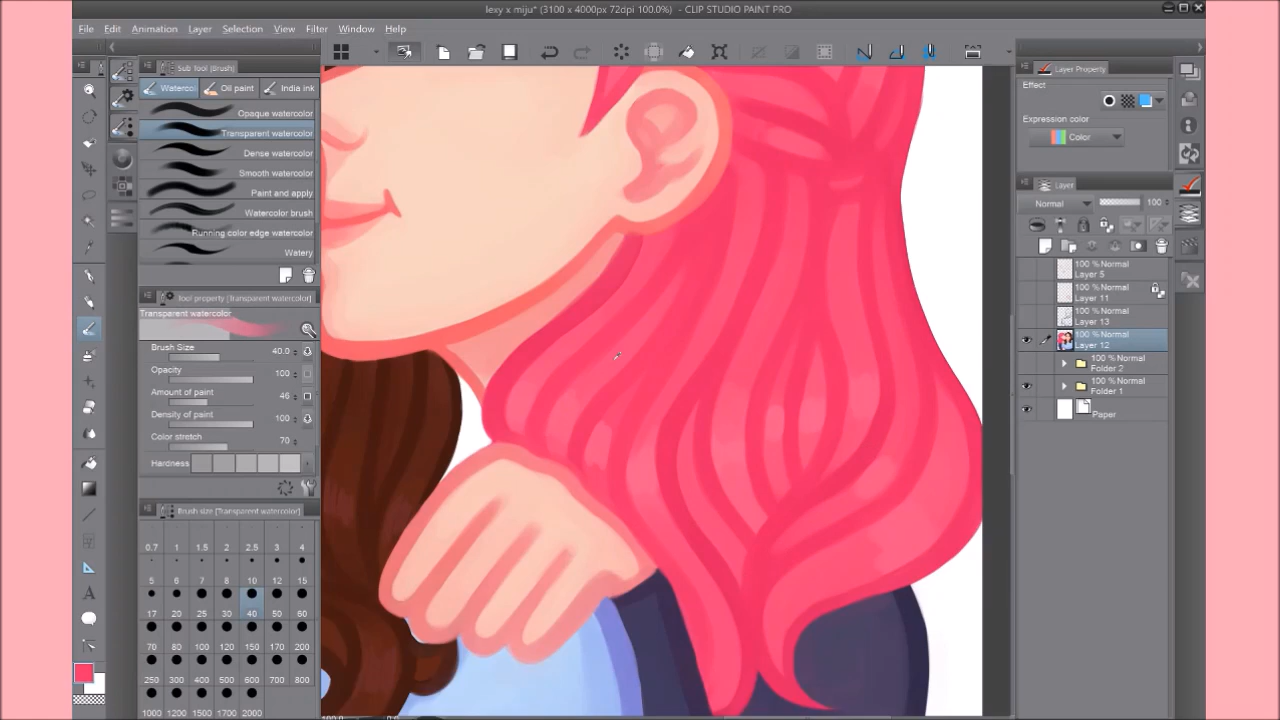 lexy x miju* (3100 x 4000px 72dpi 100.0%) - CLIP STUDIO PAINT PRO
File Edit Animation Layer Selection View Filter Window Help
Sub Tool (Brush)
Waterco Oil paint India ink
Opaque watercolor
Transparent watercolor
Dense watercolor
Smooth watercolor
Paint and apply
Watercolor brush
Running color edge watercolor
Watery
Tool property [Transparent watercolor]
Transparent watercolor
Brush Size 40.0
Opacity 100
Amount of paint 46
Density of paint 100
Color stretch 70
Hardness
Brush size [Transparent watercolor]
0.7 1 1.5 2 2.5 3 4
5 6 7 8 10 12 15
17 20 25 30 40 50 60
70 80 100 120 150 170 200
250 300 400 500 600 700 800
1000 1200 1500 1700 2000
Layer Property
Effect
Expression color
Color
Layer
Normal 100
100 % Normal
Layer 5
100 % Normal
Layer 11
100 % Normal
Layer 13
100 % Normal
Layer 12
100 % Normal
Folder 2
100 % Normal
Folder 1
Paper